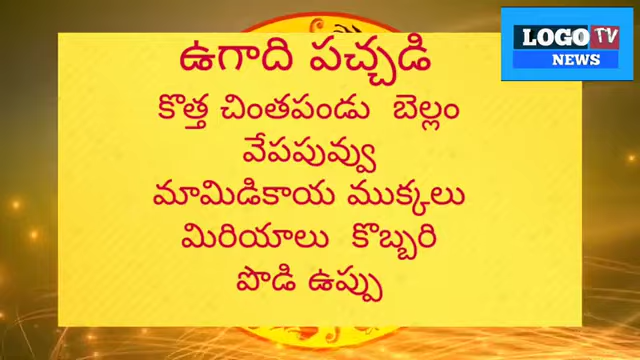 ఉగాది పచ్చడి
కొత్త చింతపండు బెల్లం
వేపపువ్వు
మామిడికాయ ముక్కలు
మిరియాలు కొబ్బరి
పొడి ఉప్పు
LOGO TV
NEWS